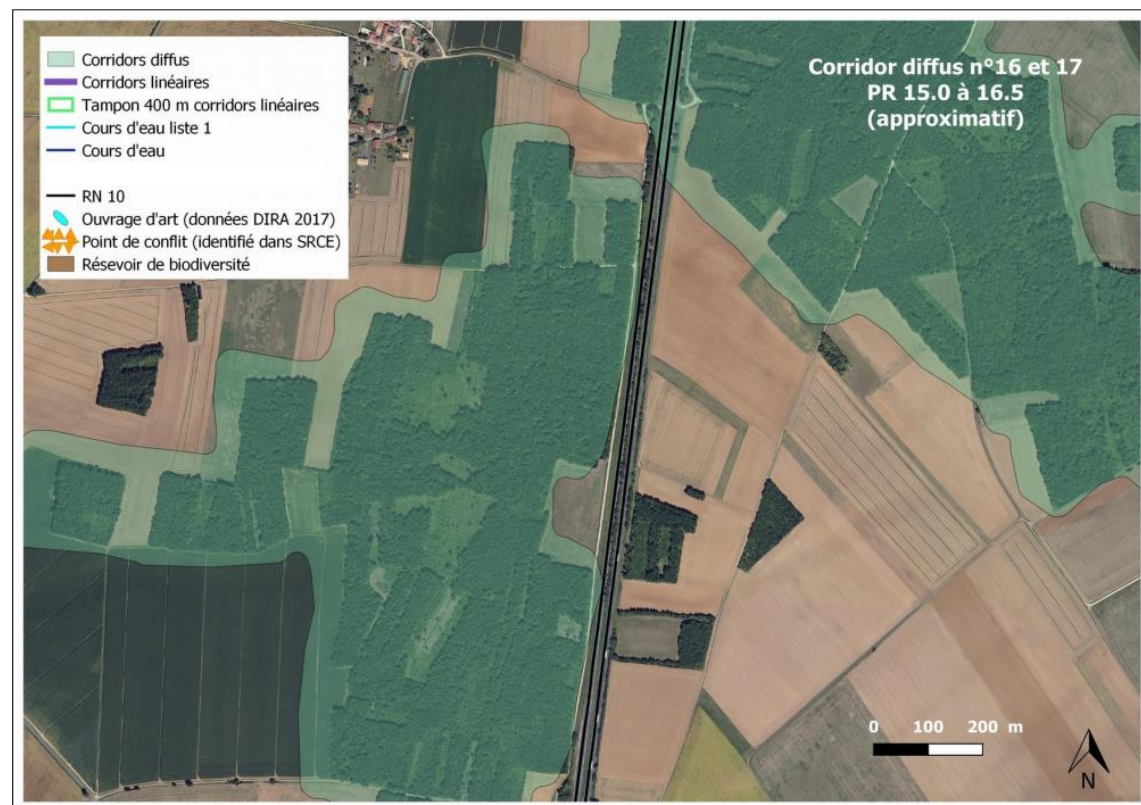 Corridors diffus
Corridors linéaires
Tampon 400 m corridors linéaires
Cours d'eau liste 1
Cours d'eau
RN 10
Ouvrage d'art (données DIRA 2017)
Point de conflit (identifié dans SRCE)
Résevoir de biodiversité
Corridor diffus n°16 et 17
PR 15.0 à 16.5
(approximatif)
0 100 200 m
N